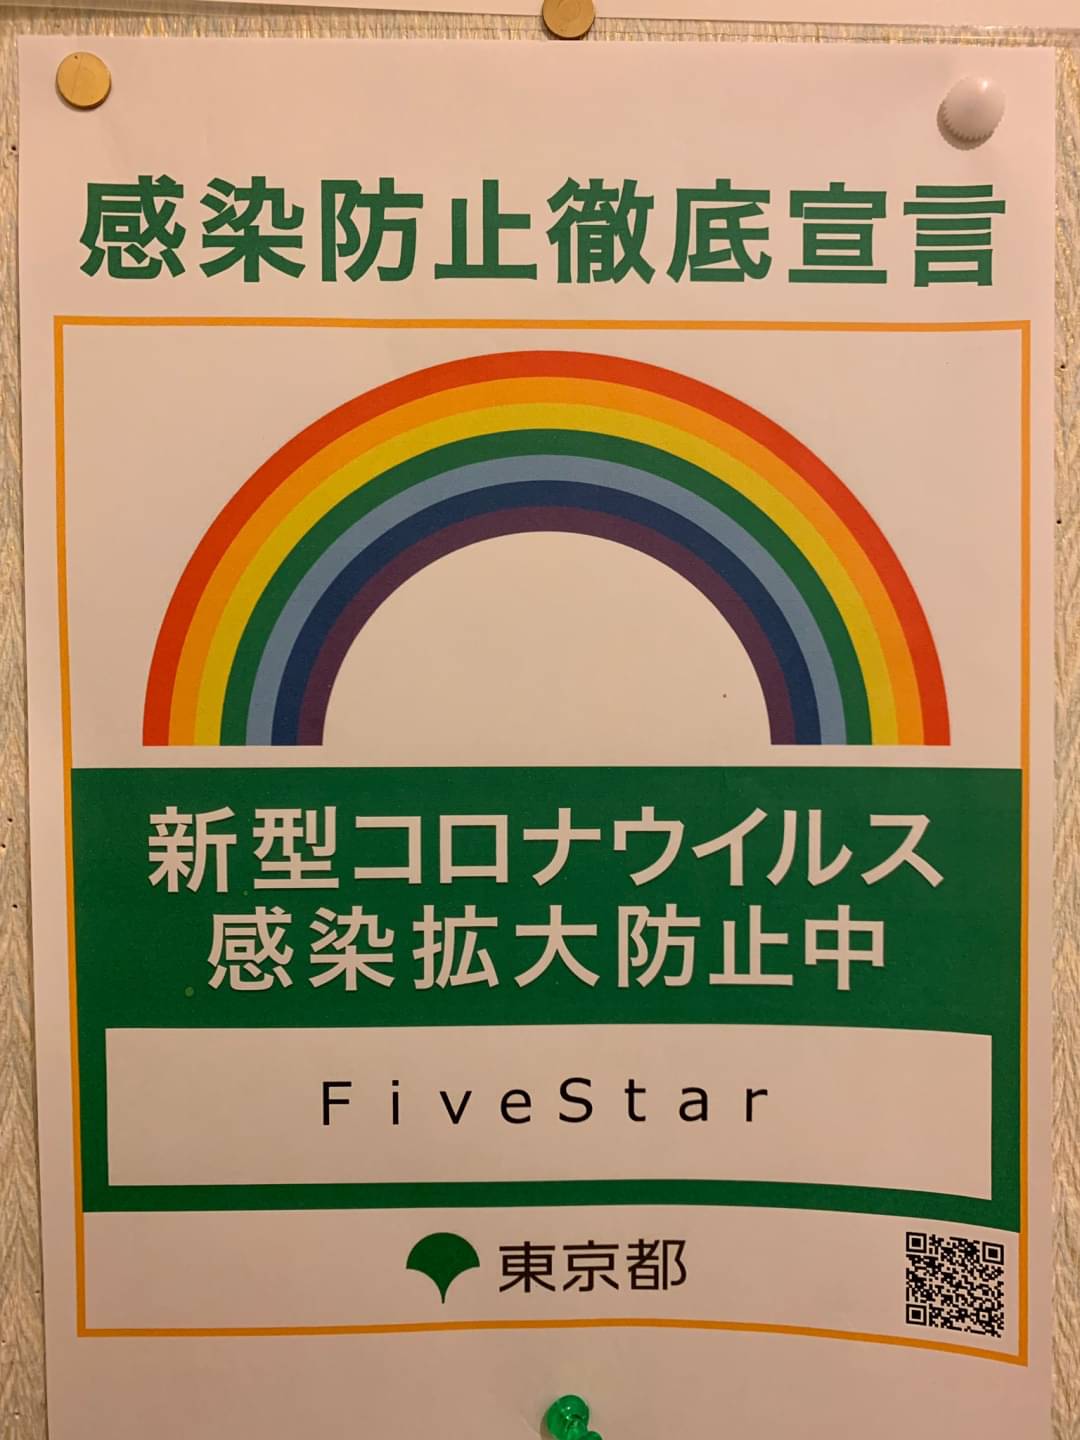 感染防止徹底宣言
新型コロナウイルス
感染拡大防止中
FiveStar
東京都